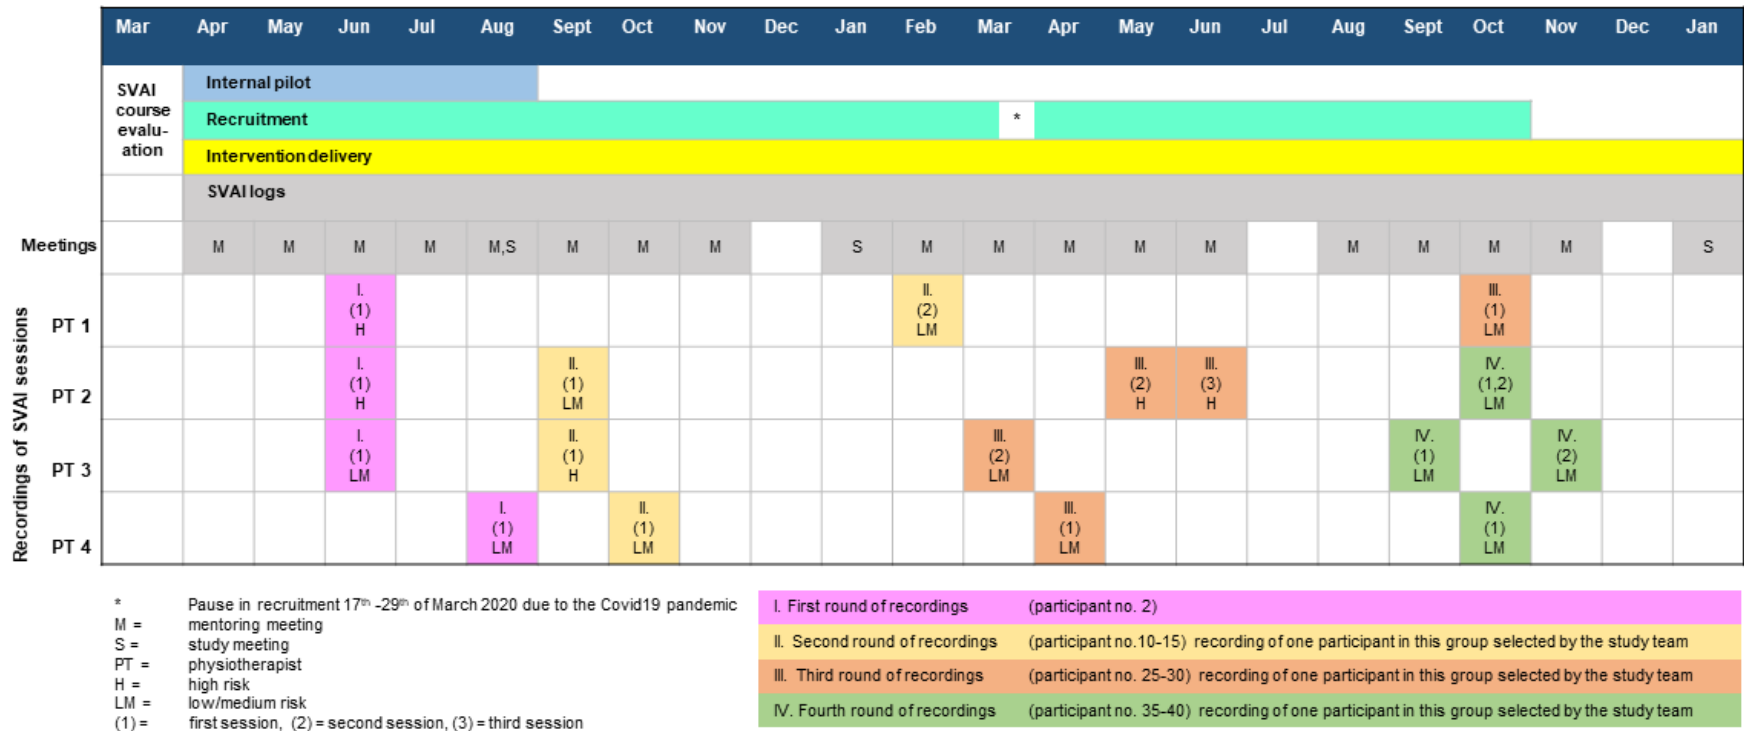 Mar Apr May Jun Jul Aug Sept Oct Nov Dec Jan Feb Mar Apr May Jun Jul Aug Sept Oct Nov Dec Jan
SVAI
course
evalu-
ation
Internal pilot
Recruitment *
Intervention delivery
SVAI logs
Meetings M M M M M,S M M M S M M M M M M M M M S
Recordings of SVAI sessions
PT 1
I. II. III.
(1) (2) (1)
H LM LM
PT 2
I. II. III. III. IV.
(1) (1) (2) (3) (1,2)
H LM H H LM
PT 3
I. II. III. IV. IV.
(1) (1) (2) (1) (2)
LM H LM LM LM
PT 4
I. II. III. IV.
(1) (1) (1) (1)
LM LM LM LM
* Pause in recruitment 17th -29th of March 2020 due to the Covid19 pandemic
M = mentoring meeting
S = study meeting
PT = physiotherapist
H = high risk
LM = low/medium risk
(1) = first session, (2) = second session, (3) = third session
I. First round of recordings (participant no. 2)
II. Second round of recordings (participant no.10-15) recording of one participant in this group selected by the study team
III. Third round of recordings (participant no. 25-30) recording of one participant in this group selected by the study team
IV. Fourth round of recordings (participant no. 35-40) recording of one participant in this group selected by the study team